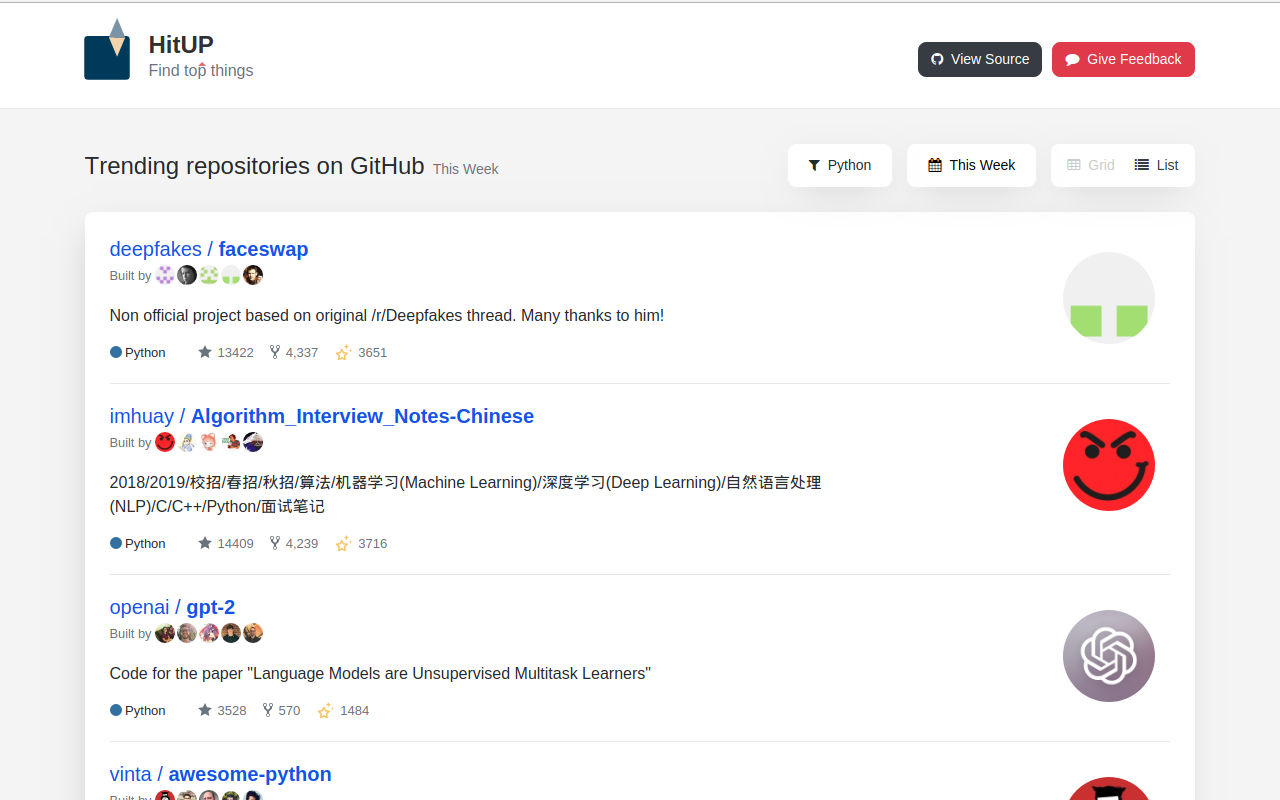 HitUP
Find top things
View Source
Give Feedback
Trending repositories on GitHub This Week
Python
This Week
Grid
List
deepfakes / faceswap
Built by
Non official project based on original /r/Deepfakes thread. Many thanks to him!
Python 13422 4,337 3651
imhuay / Algorithm_Interview_Notes-Chinese
Built by
2018/2019/校招/春招/秋招/算法/机器学习(Machine Learning)/深度学习(Deep Learning)/自然语言处理
(NLP)/C/C++/Python/面试笔记
Python 14409 4,239 3716
openai / gpt-2
Built by
Code for the paper "Language Models are Unsupervised Multitask Learners"
Python 3528 570 1484
vinta / awesome-python
Built by